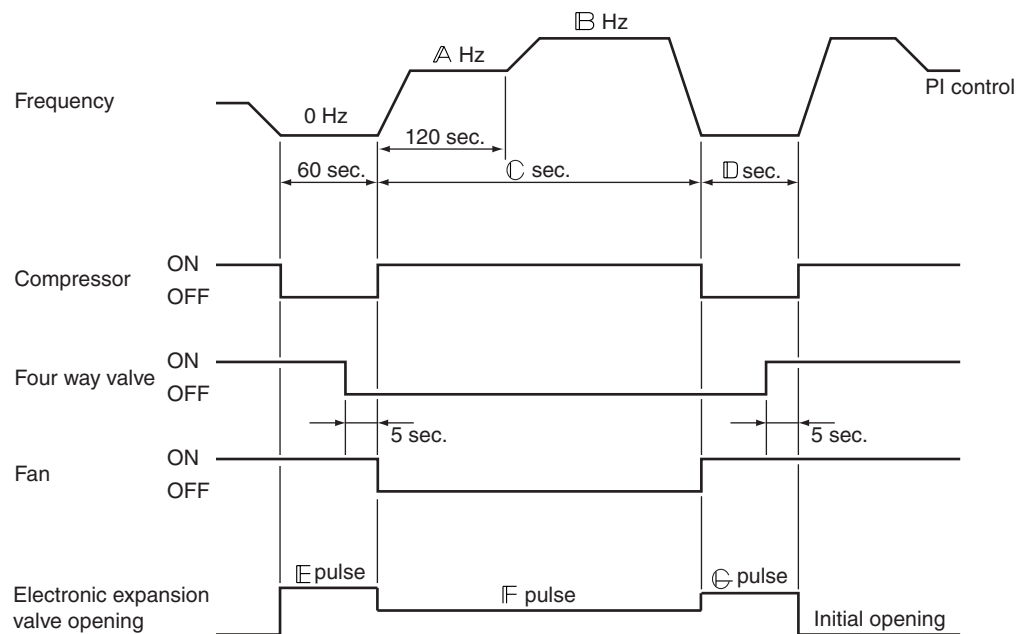 𝔹 Hz
𝔸 Hz
Frequency
PI control
0 Hz
120 sec.
60 sec.
ℂ sec.
𝔻 sec.
Compressor
ON
OFF
Four way valve
ON
OFF
5 sec.
5 sec.
Fan
ON
OFF
𝔼 pulse
𝔽 pulse
𝔾 pulse
Electronic expansion
valve opening
Initial opening